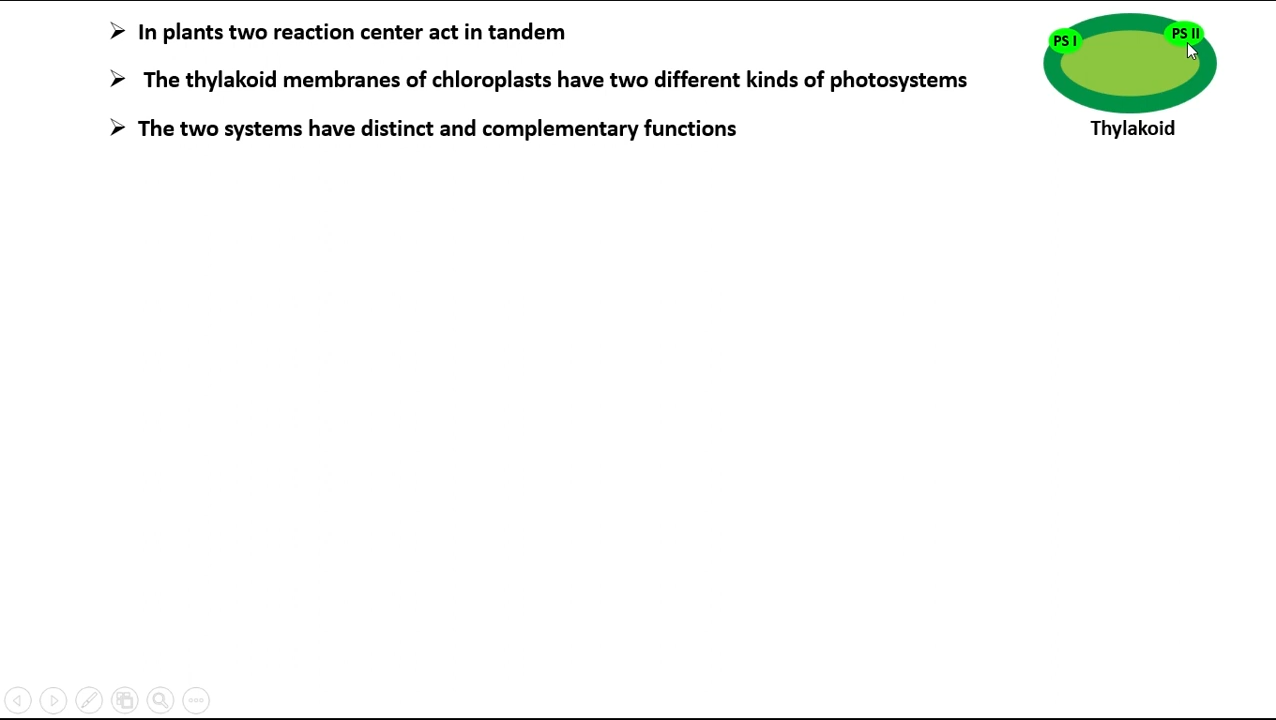 In plants two reaction center act in tandem
The thylakoid membranes of chloroplasts have two different kinds of photosystems
The two systems have distinct and complementary functions
PS I
PS II
Thylakoid